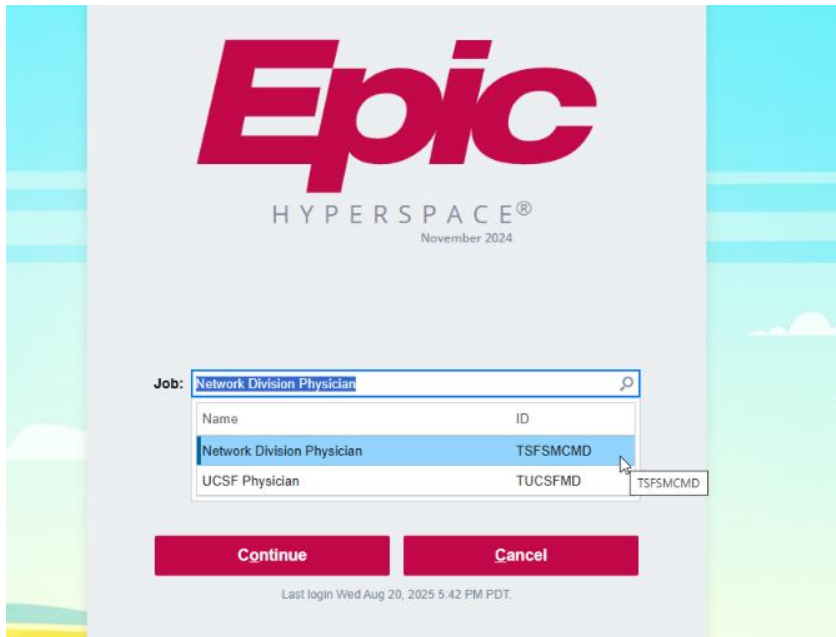 Epic
HYPERSPACE®
November 2024
Job: Network Division Physician
Name ID
Network Division Physician TSFSMCMD
UCSF Physician TUCSFMD
TSFSMCMD
Continue Cancel
Last login Wed Aug 20, 2025 5:42 PM PDT.